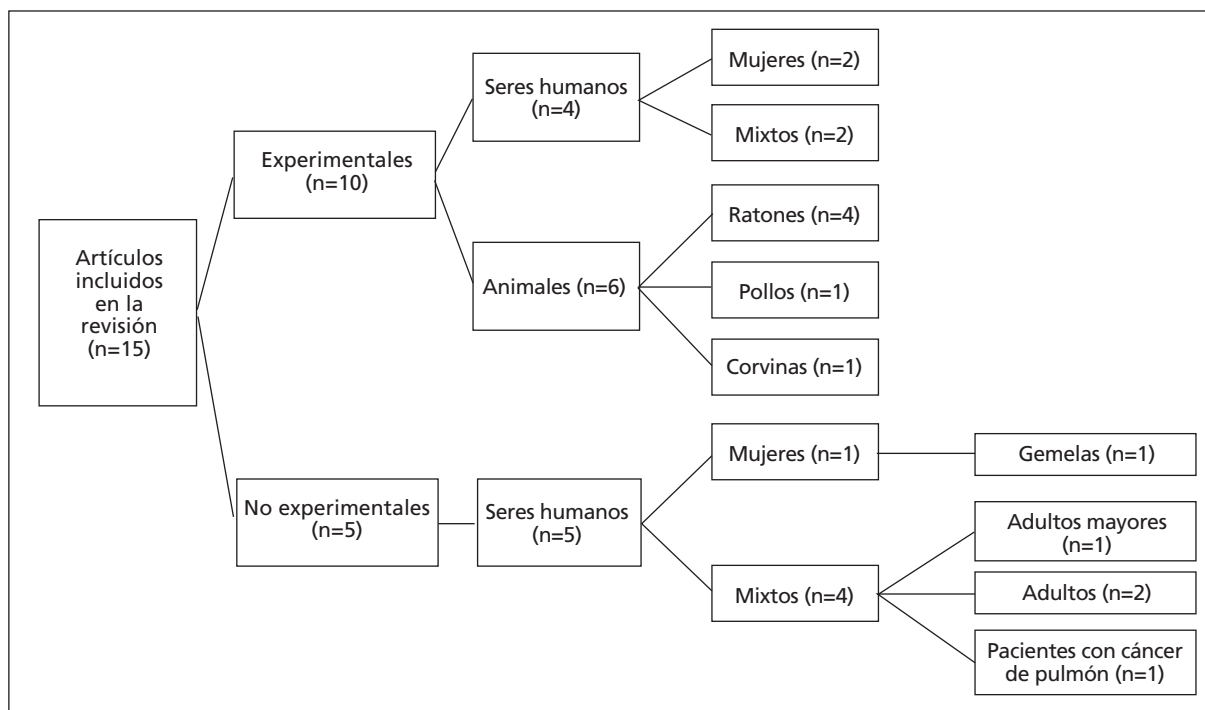 Artículos
incluidos
en la
revisión
(n=15)
Experimentales
(n=10)
Seres humanos
(n=4)
Mujeres (n=2)
Mixtos (n=2)
Animales (n=6)
Ratones (n=4)
Pollos (n=1)
Corvinas (n=1)
No experimentales
(n=5)
Seres humanos
(n=5)
Mujeres (n=1)
Gemelas (n=1)
Mixtos (n=4)
Adultos mayores
(n=1)
Adultos (n=2)
Pacientes con cáncer
de pulmón (n=1)